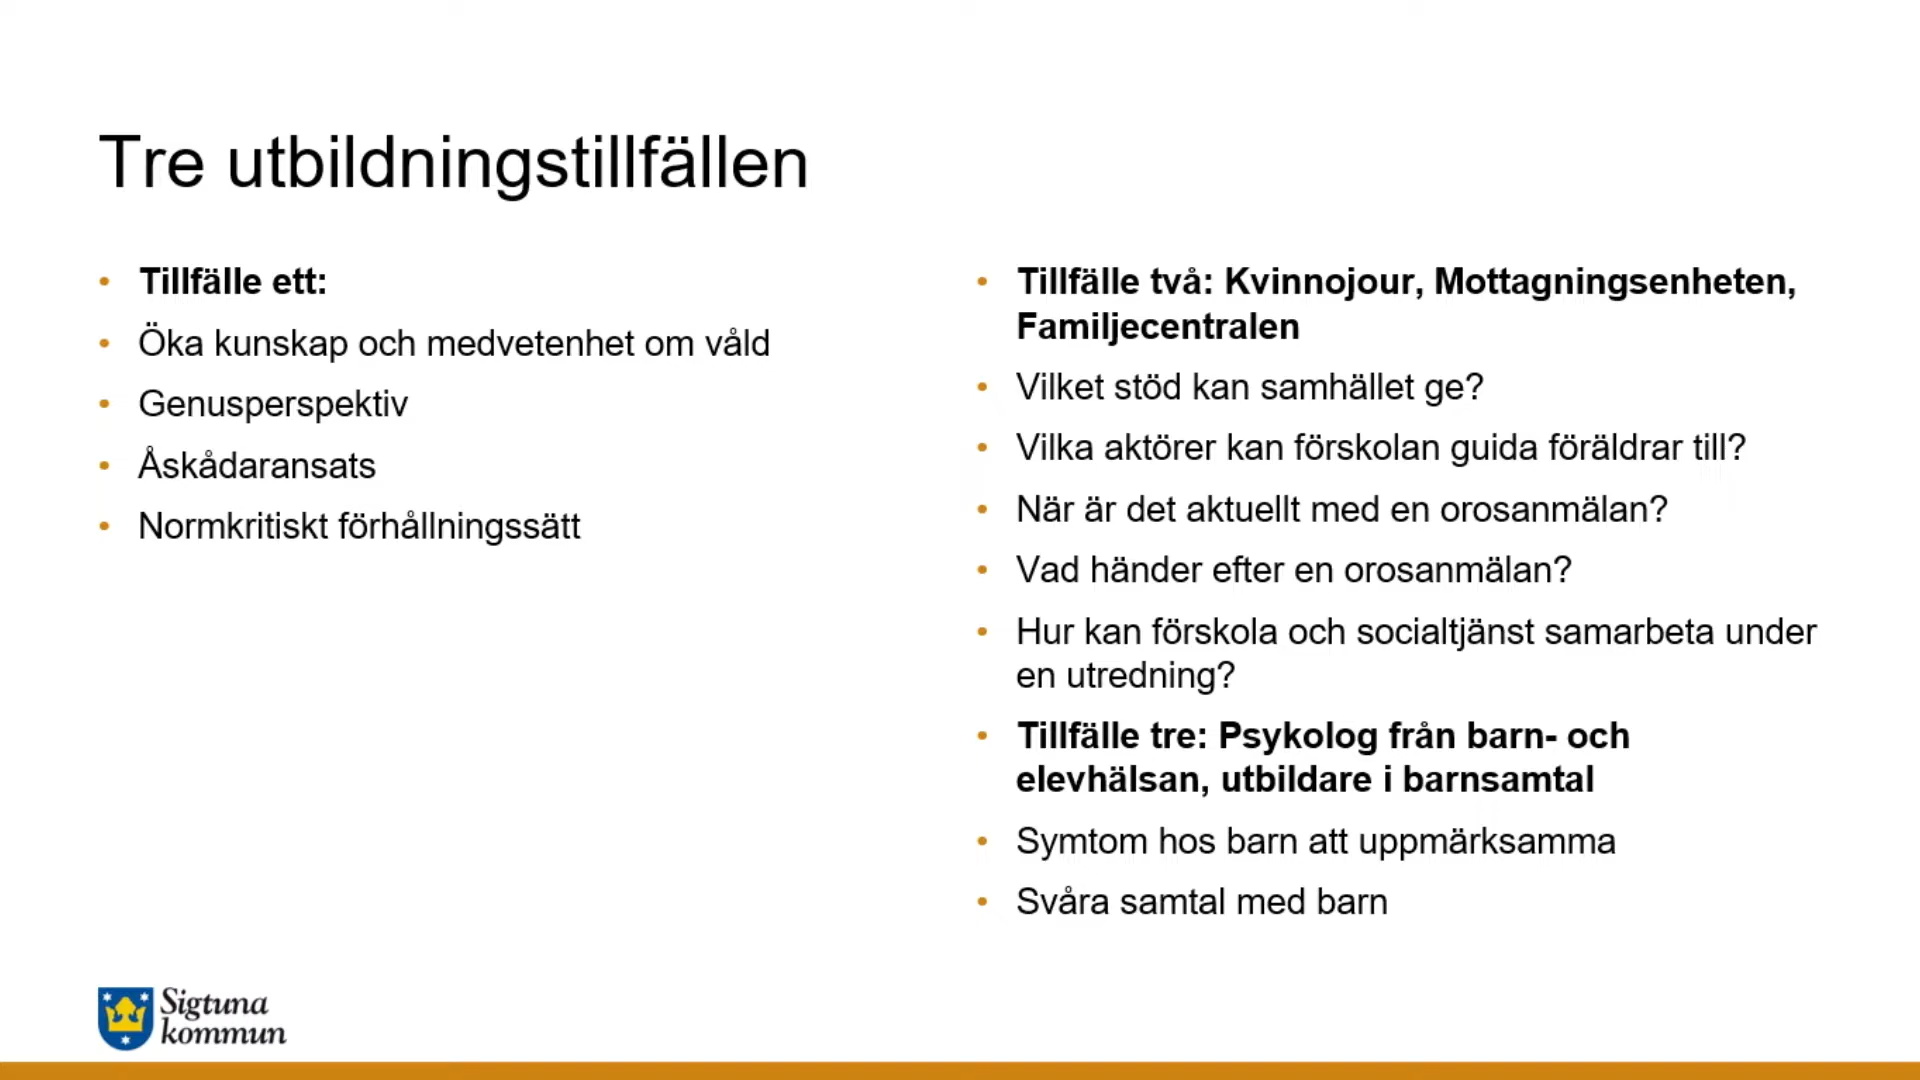 Tre utbildningstillfällen
• Tillfälle ett:
• Öka kunskap och medvetenhet om våld
• Genusperspektiv
• Åskådaransats
• Normkritiskt förhållningssätt
• Tillfälle två: Kvinnojour, Mottagningsenheten,
Familjecentralen
• Vilket stöd kan samhället ge?
• Vilka aktörer kan förskolan guida föräldrar till?
• När är det aktuellt med en orosanmälan?
• Vad händer efter en orosanmälan?
• Hur kan förskola och socialtjänst samarbeta under
en utredning?
• Tillfälle tre: Psykolog från barn- och
elevhälsan, utbildare i barnsamtal
• Symtom hos barn att uppmärksamma
• Svåra samtal med barn
Sigtuna
kommun